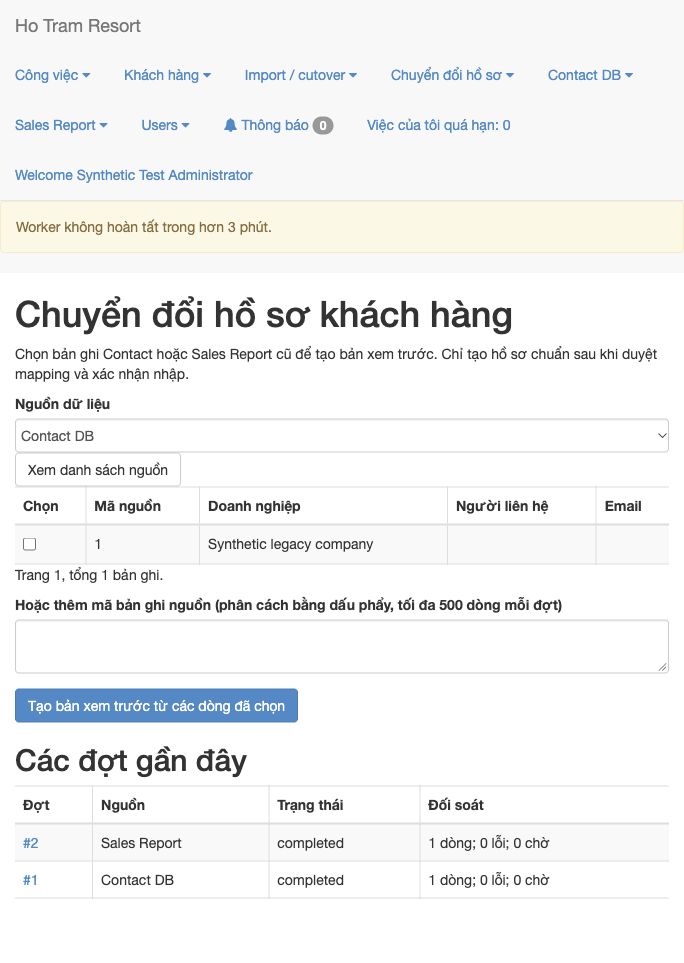 Ho Tram Resort
Công việc Khách hàng Import / cutover Chuyển đổi hồ sơ Contact DB
Sales Report Users Thông báo 0 Việc của tôi quá hạn: 0
Welcome Synthetic Test Administrator
Worker không hoàn tất trong hơn 3 phút.
Chuyển đổi hồ sơ khách hàng
Chọn bản ghi Contact hoặc Sales Report cũ để tạo bản xem trước. Chỉ tạo hồ sơ chuẩn sau khi duyệt
mapping và xác nhận nhập.
Nguồn dữ liệu
Contact DB
Xem danh sách nguồn
Chọn Mã nguồn Doanh nghiệp Người liên hệ Email
1 Synthetic legacy company
Trang 1, tổng 1 bản ghi.
Hoặc thêm mã bản ghi nguồn (phân cách bằng dấu phẩy, tối đa 500 dòng mỗi đợt)
Tạo bản xem trước từ các dòng đã chọn
Các đợt gần đây
Đợt Nguồn Trạng thái Đối soát
#2 Sales Report completed 1 dòng; 0 lỗi; 0 chờ
#1 Contact DB completed 1 dòng; 0 lỗi; 0 chờ